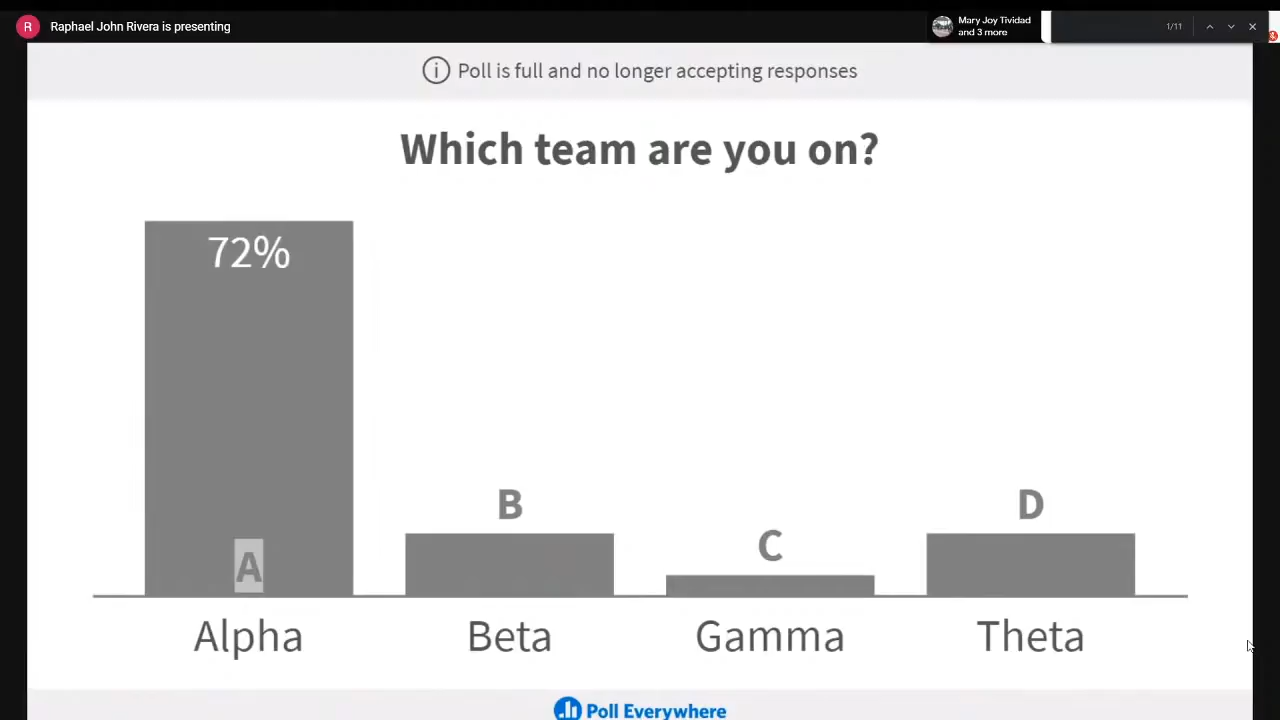 R
Raphael John Rivera is presenting
Mary Joy Tividad
and 3 more
1/11
Poll is full and no longer accepting responses
Which team are you on?
72%
A
B
C
D
Alpha
Beta
Gamma
Theta
Poll Everywhere